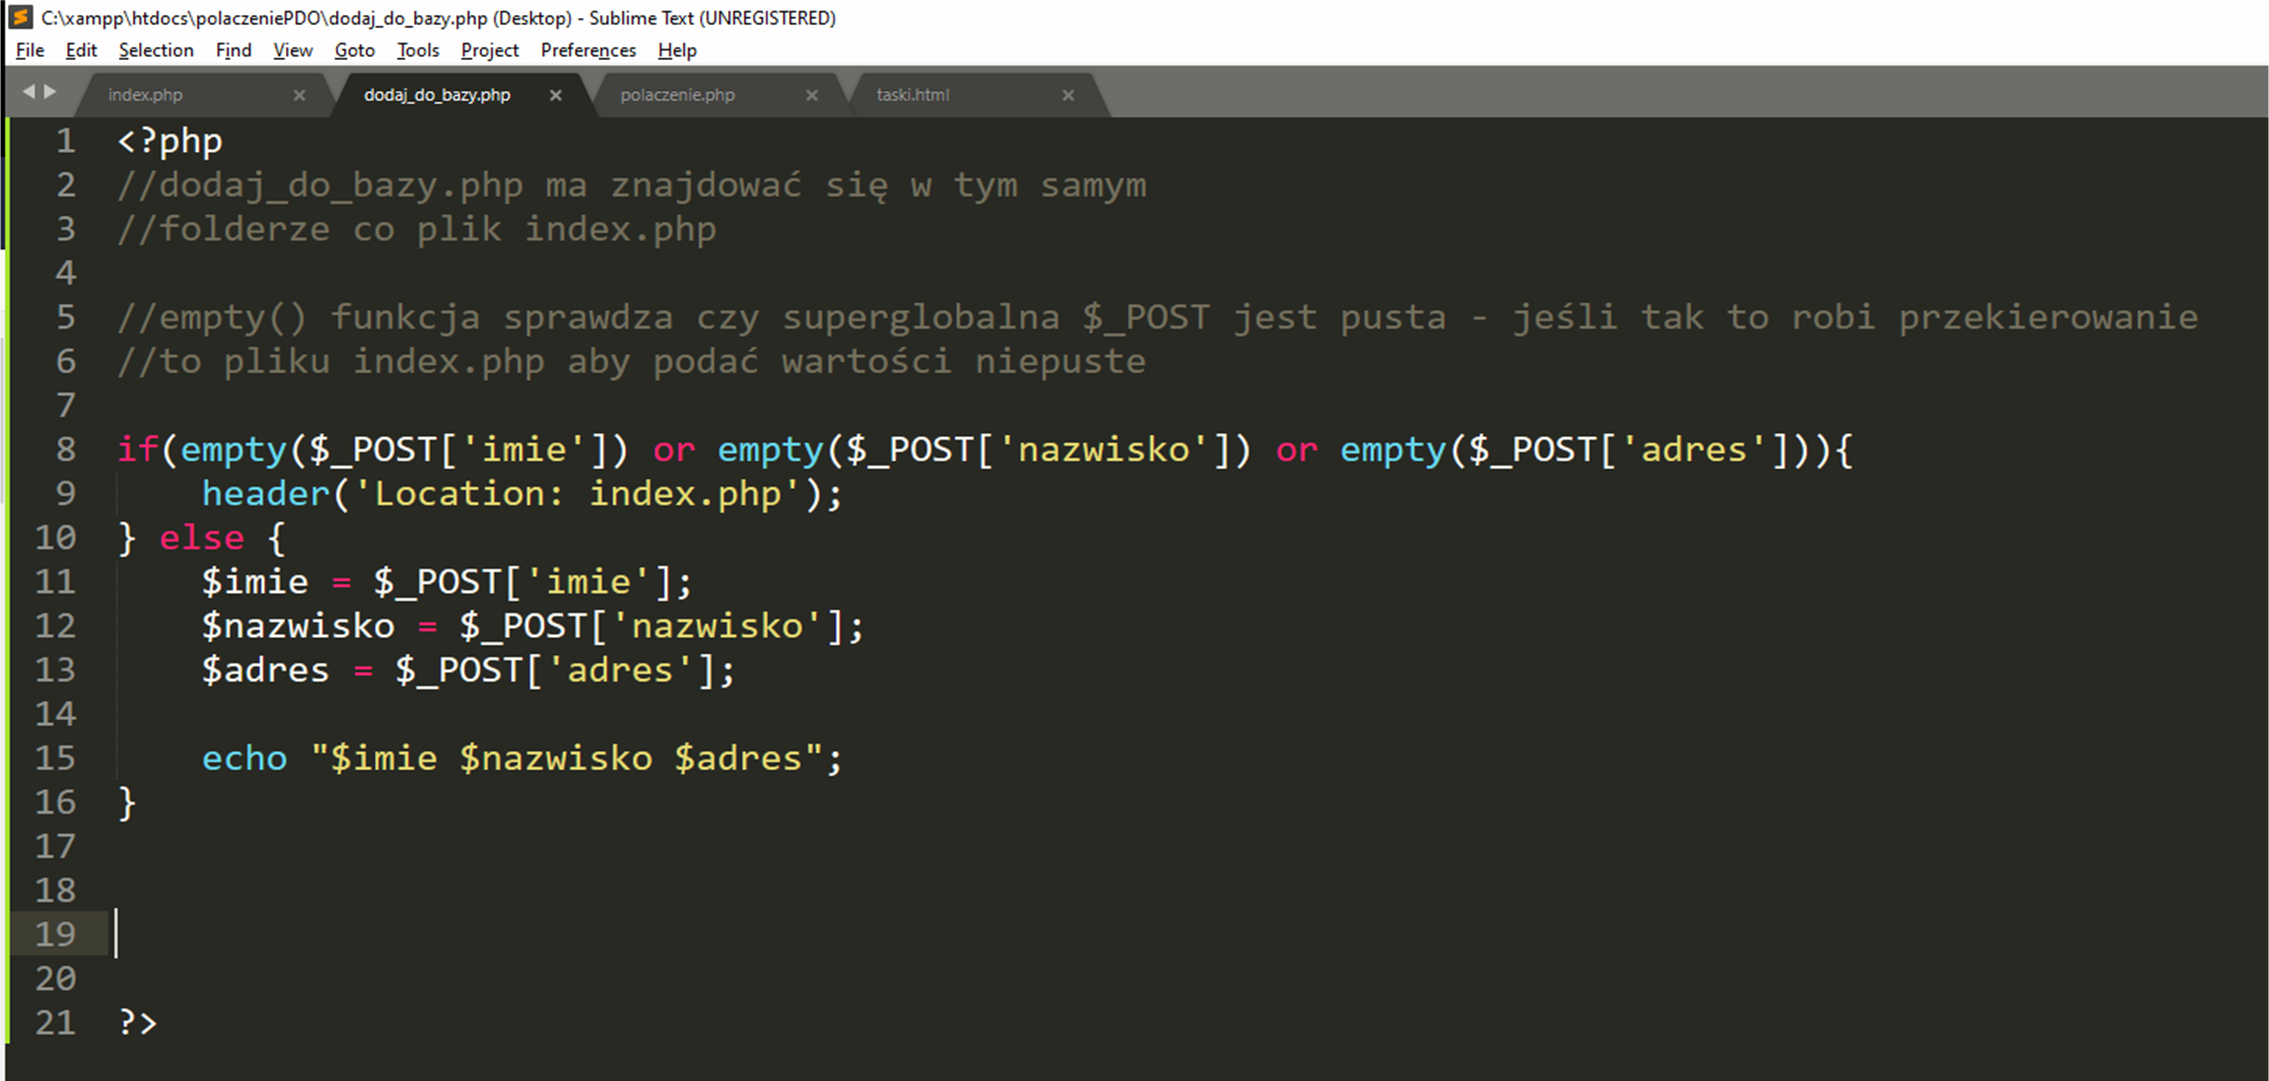 C:\xampp\htdocs\polaczeniePDO\dodaj_do_bazy.php (Desktop) - Sublime Text (UNREGISTERED)
File Edit Selection Find View Goto Tools Project Preferences Help
index.php × dodaj_do_bazy.php × polaczenie.php × taski.html ×
1 <?php
2 //dodaj_do_bazy.php ma znajdować się w tym samym
3 //folderze co plik index.php
4
5 //empty() funkcja sprawdza czy superglobalna $_POST jest pusta - jeśli tak to robi przekierowanie
6 //to pliku index.php aby podać wartości niepuste
7
8 if(empty($_POST['imie']) or empty($_POST['nazwisko']) or empty($_POST['adres'])){
9     header('Location: index.php');
10 } else {
11     $imie = $_POST['imie'];
12     $nazwisko = $_POST['nazwisko'];
13     $adres = $_POST['adres'];
14
15     echo "$imie $nazwisko $adres";
16 }
17
18
19
20
21 ?>